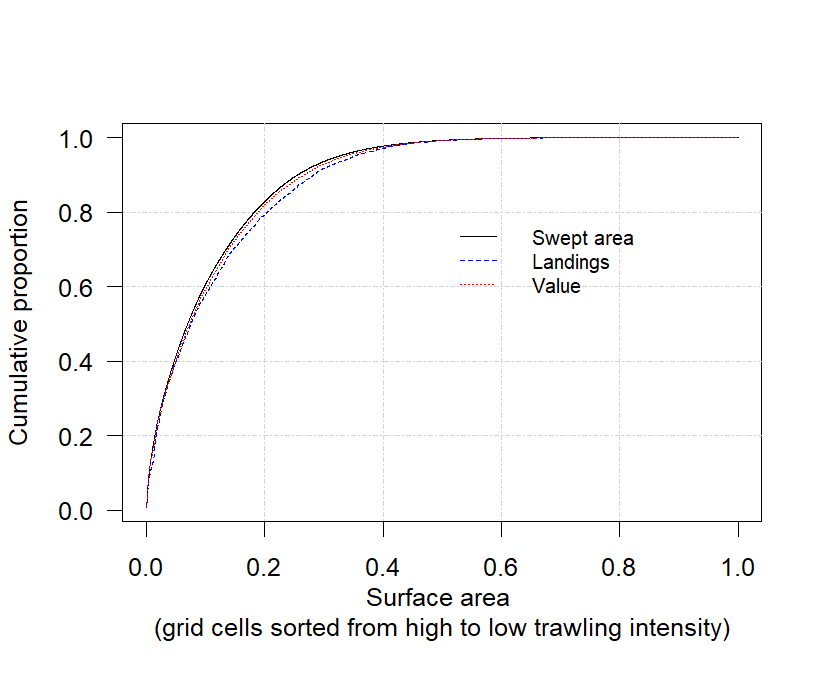 Cumulative proportion
1.0
0.8
0.6
0.4
0.2
0.0
Swept area
Landings
Value
0.0 0.2 0.4 0.6 0.8 1.0
Surface area
(grid cells sorted from high to low trawling intensity)